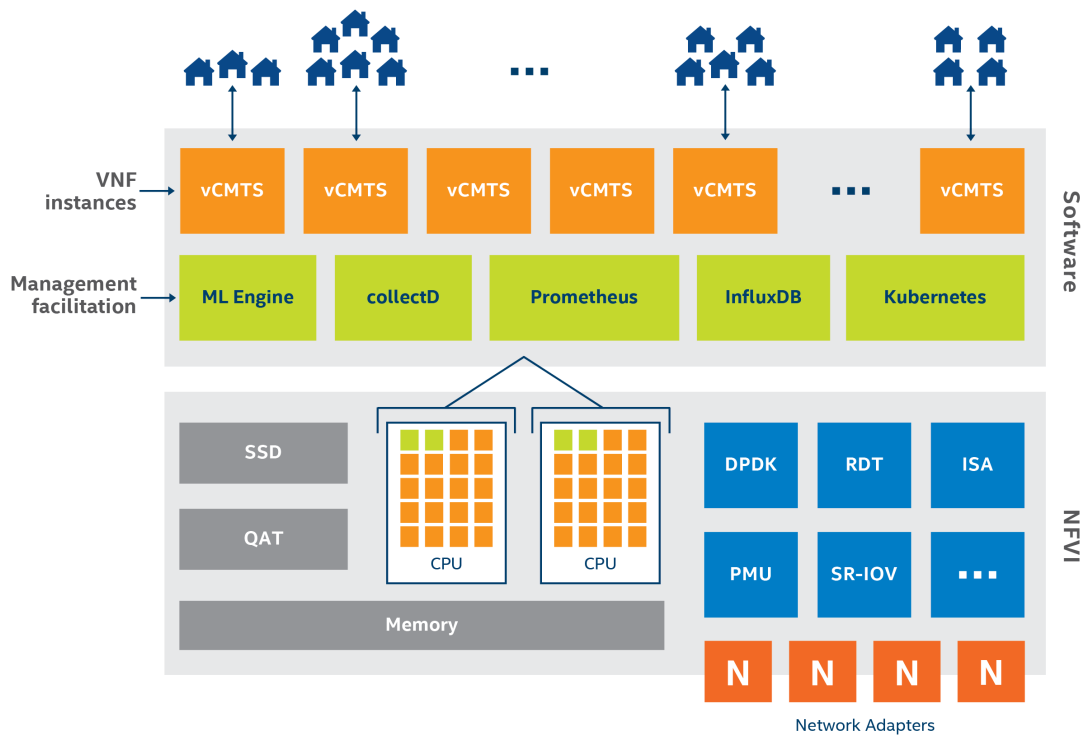 VNF
instances
vCMTS vCMTS vCMTS vCMTS vCMTS vCMTS
Software
Management
facilitation
ML Engine collectD Prometheus InfluxDB Kubernetes
SSD
QAT
CPU CPU
Memory
DPDK RDT ISA
PMU SR-IOV
NFVI
N N N N
Network Adapters